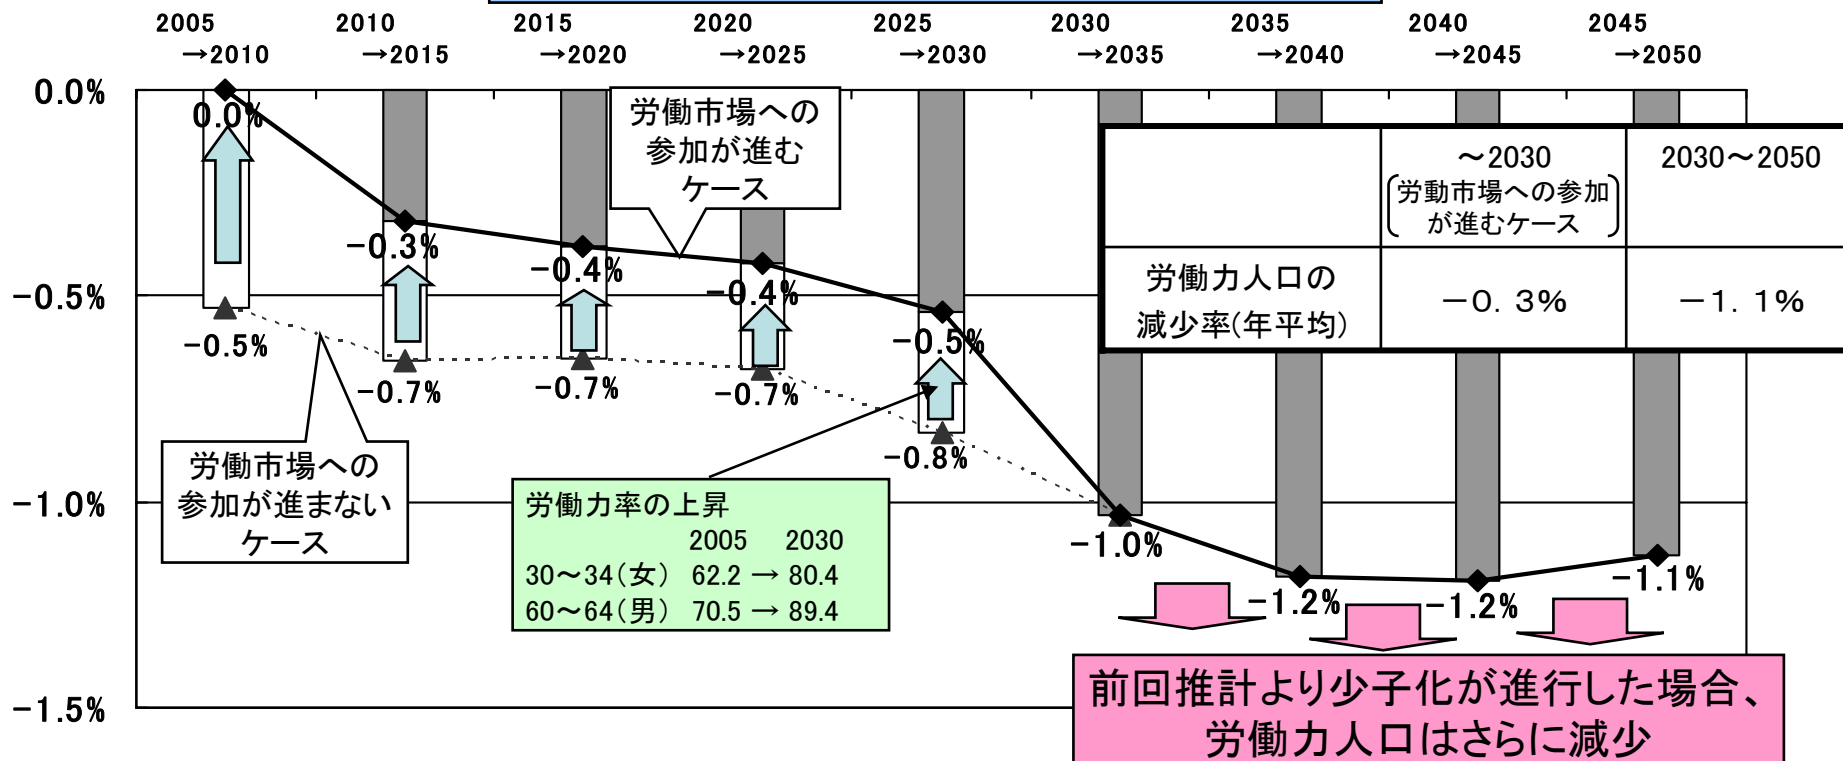 2005 2010 2015 2020 2025 2030 2035 2040 2045
→2010 →2015 →2020 →2025 →2030 →2035 →2040 →2045 →2050
0.0%
−0.5%
−1.0%
−1.5%
0.0%
−0.3%
−0.4%
−0.4%
−0.5%
−1.0%
−1.2%
−1.2%
−1.1%
−0.5%
−0.7%
−0.7%
−0.7%
−0.8%
労働市場への
参加が進む
ケース
労働市場への
参加が進まない
ケース
労働力率の上昇
2005 2030
30～34(女) 62.2 → 80.4
60～64(男) 70.5 → 89.4
～2030 2030～2050
労動市場への参加
が進むケース
労働力人口の
減少率(年平均)
−０．３％ −１．１％
前回推計より少子化が進行した場合、
労働力人口はさらに減少